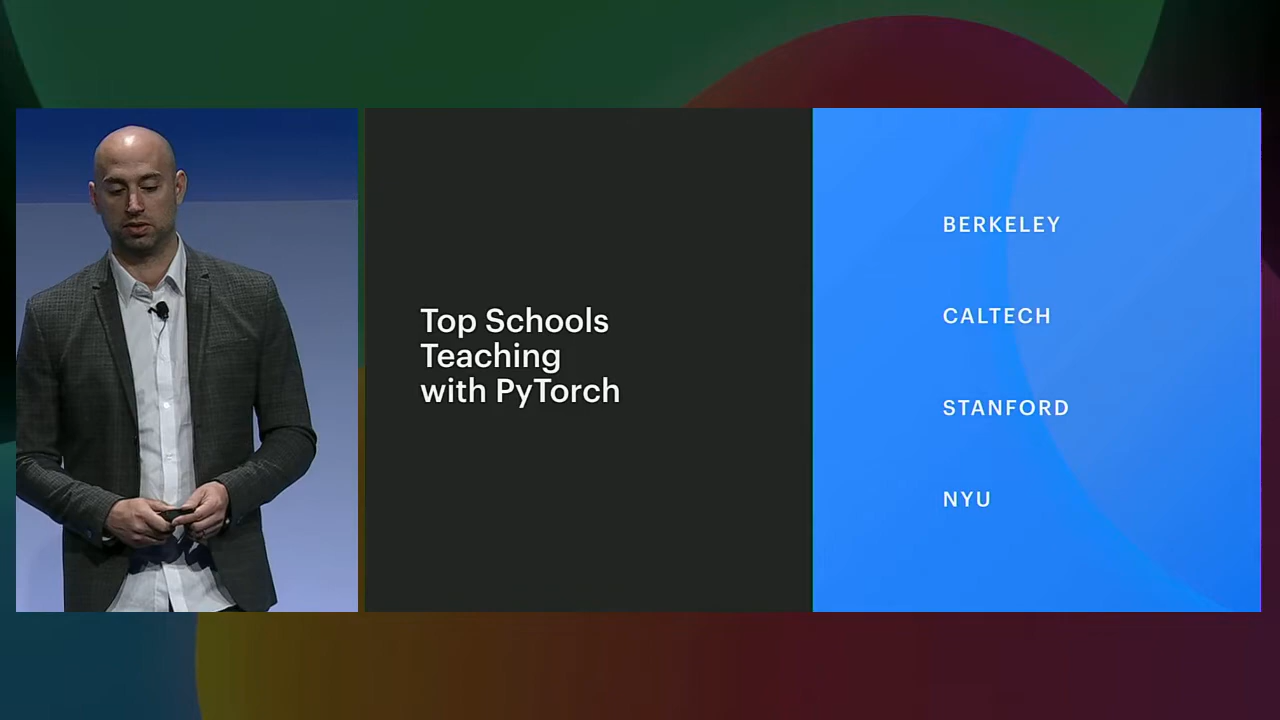 Top Schools
Teaching
with PyTorch
BERKELEY
CALTECH
STANFORD
NYU